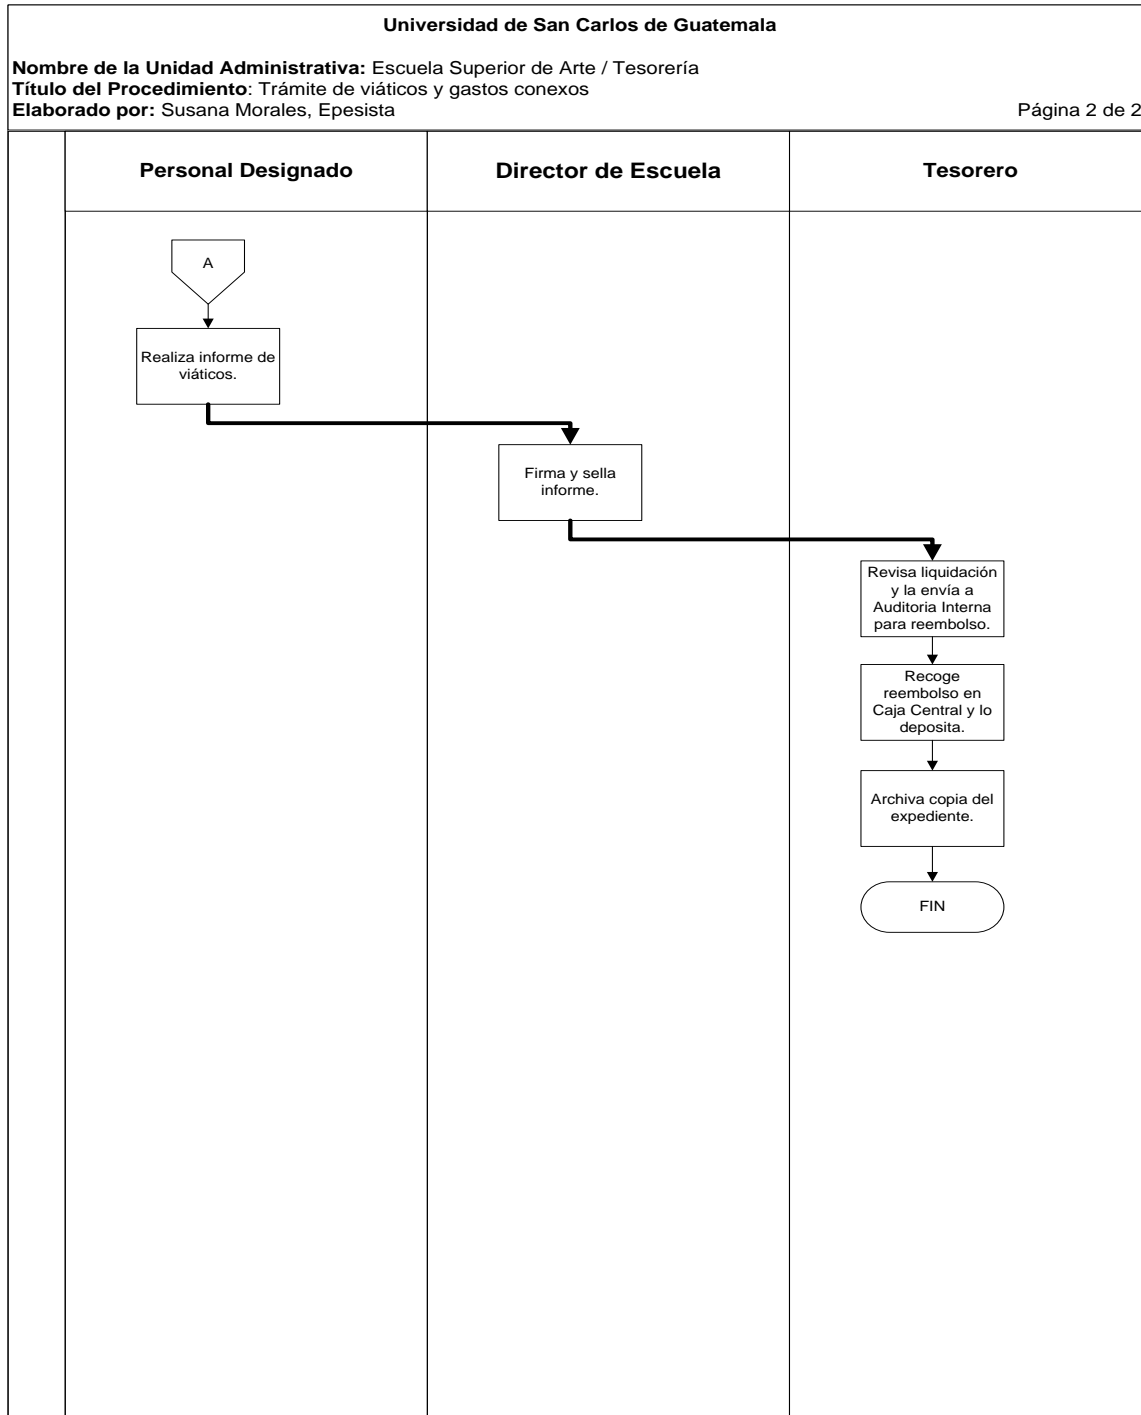 Universidad de San Carlos de Guatemala
Nombre de la Unidad Administrativa: Escuela Superior de Arte / Tesorería
Título del Procedimiento: Trámite de viáticos y gastos conexos
Elaborado por: Susana Morales, Epesista Página 2 de 2
Personal Designado Director de Escuela Tesorero
A
Realiza informe de
viáticos.
Firma y sella
informe.
Revisa liquidación
y la envía a
Auditoria Interna
para reembolso.
Recoge
reembolso en
Caja Central y lo
deposita.
Archiva copia del
expediente.
FIN